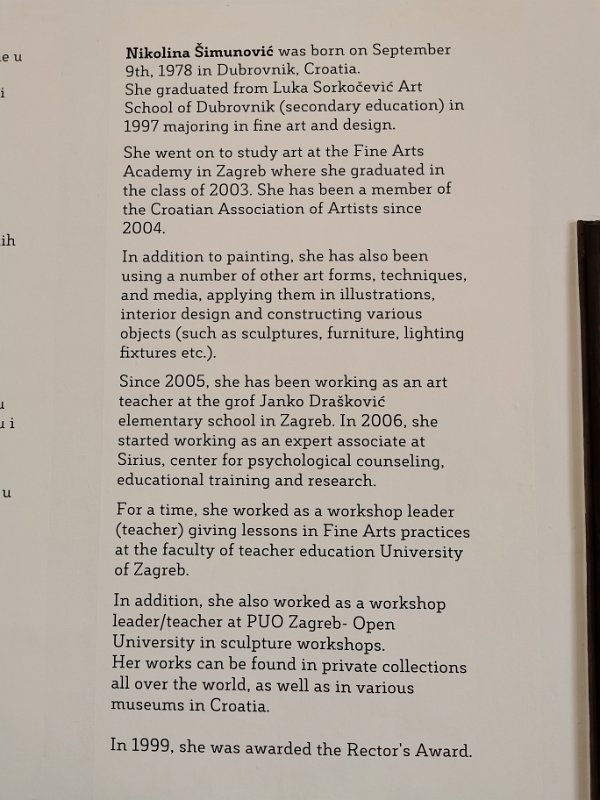 e u
i
ih
u
u i
u
Nikolina Šimunović was born on September
9th, 1978 in Dubrovnik, Croatia.
She graduated from Luka Sorkočević Art
School of Dubrovnik (secondary education) in
1997 majoring in fine art and design.
She went on to study art at the Fine Arts
Academy in Zagreb where she graduated in
the class of 2003. She has been a member of
the Croatian Association of Artists since
2004.
In addition to painting, she has also been
using a number of other art forms, techniques,
and media, applying them in illustrations,
interior design and constructing various
objects (such as sculptures, furniture, lighting
fixtures etc.).
Since 2005, she has been working as an art
teacher at the grof Janko Drašković
elementary school in Zagreb. In 2006, she
started working as an expert associate at
Sirius, center for psychological counseling,
educational training and research.
For a time, she worked as a workshop leader
(teacher) giving lessons in Fine Arts practices
at the faculty of teacher education University
of Zagreb.
In addition, she also worked as a workshop
leader/teacher at PUO Zagreb- Open
University in sculpture workshops.
Her works can be found in private collections
all over the world, as well as in various
museums in Croatia.
In 1999, she was awarded the Rector's Award.